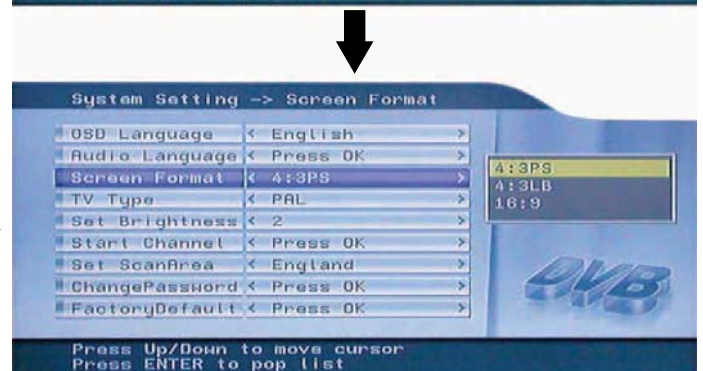 System Setting -> Screen Format
OSD Language < English >
Audio Language < Press OK >
Screen Format < 4:3PS >
TV Type < PAL >
Set Brightness < 2 >
Start Channel < Press OK >
Set ScanArea < England >
ChangePassword < Press OK >
FactoryDefault < Press OK >
4:3PS
4:3LB
16:9
DVB
Press Up/Down to move cursor
Press ENTER to pop list